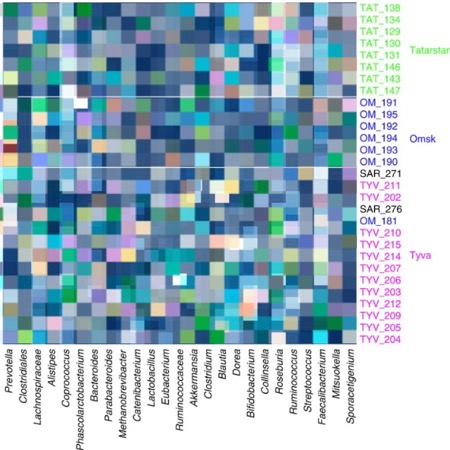 TAT_138
TAT_134
TAT_129
TAT_130
TAT_131
TAT_146
TAT_143
TAT_147
Tatarstar
OM_191
OM_195
OM_192
OM_194
OM_193
OM_190
Omsk
SAR_271
TYV_211
TYV_202
SAR_276
OM_181
TYV_210
TYV_215
TYV_214
TYV_207
TYV_206
TYV_203
TYV_212
TYV_209
TYV_205
TYV_204
Tyva
Prevotella
Clostridiales
Lachnospiraceae
Alistipes
Coprococcus
Phascolarctobacterium
Bacteroides
Parabacteroides
Methanobrevibacter
Catenibacterium
Lactobacillus
Eubacterium
Ruminococcaceae
Akkermansia
Clostridium
Blautia
Dorea
Bifidobacterium
Collinsella
Roseburia
Ruminococcus
Streptococcus
Faecalibacterium
Mitsuokella
Sporacetigenium